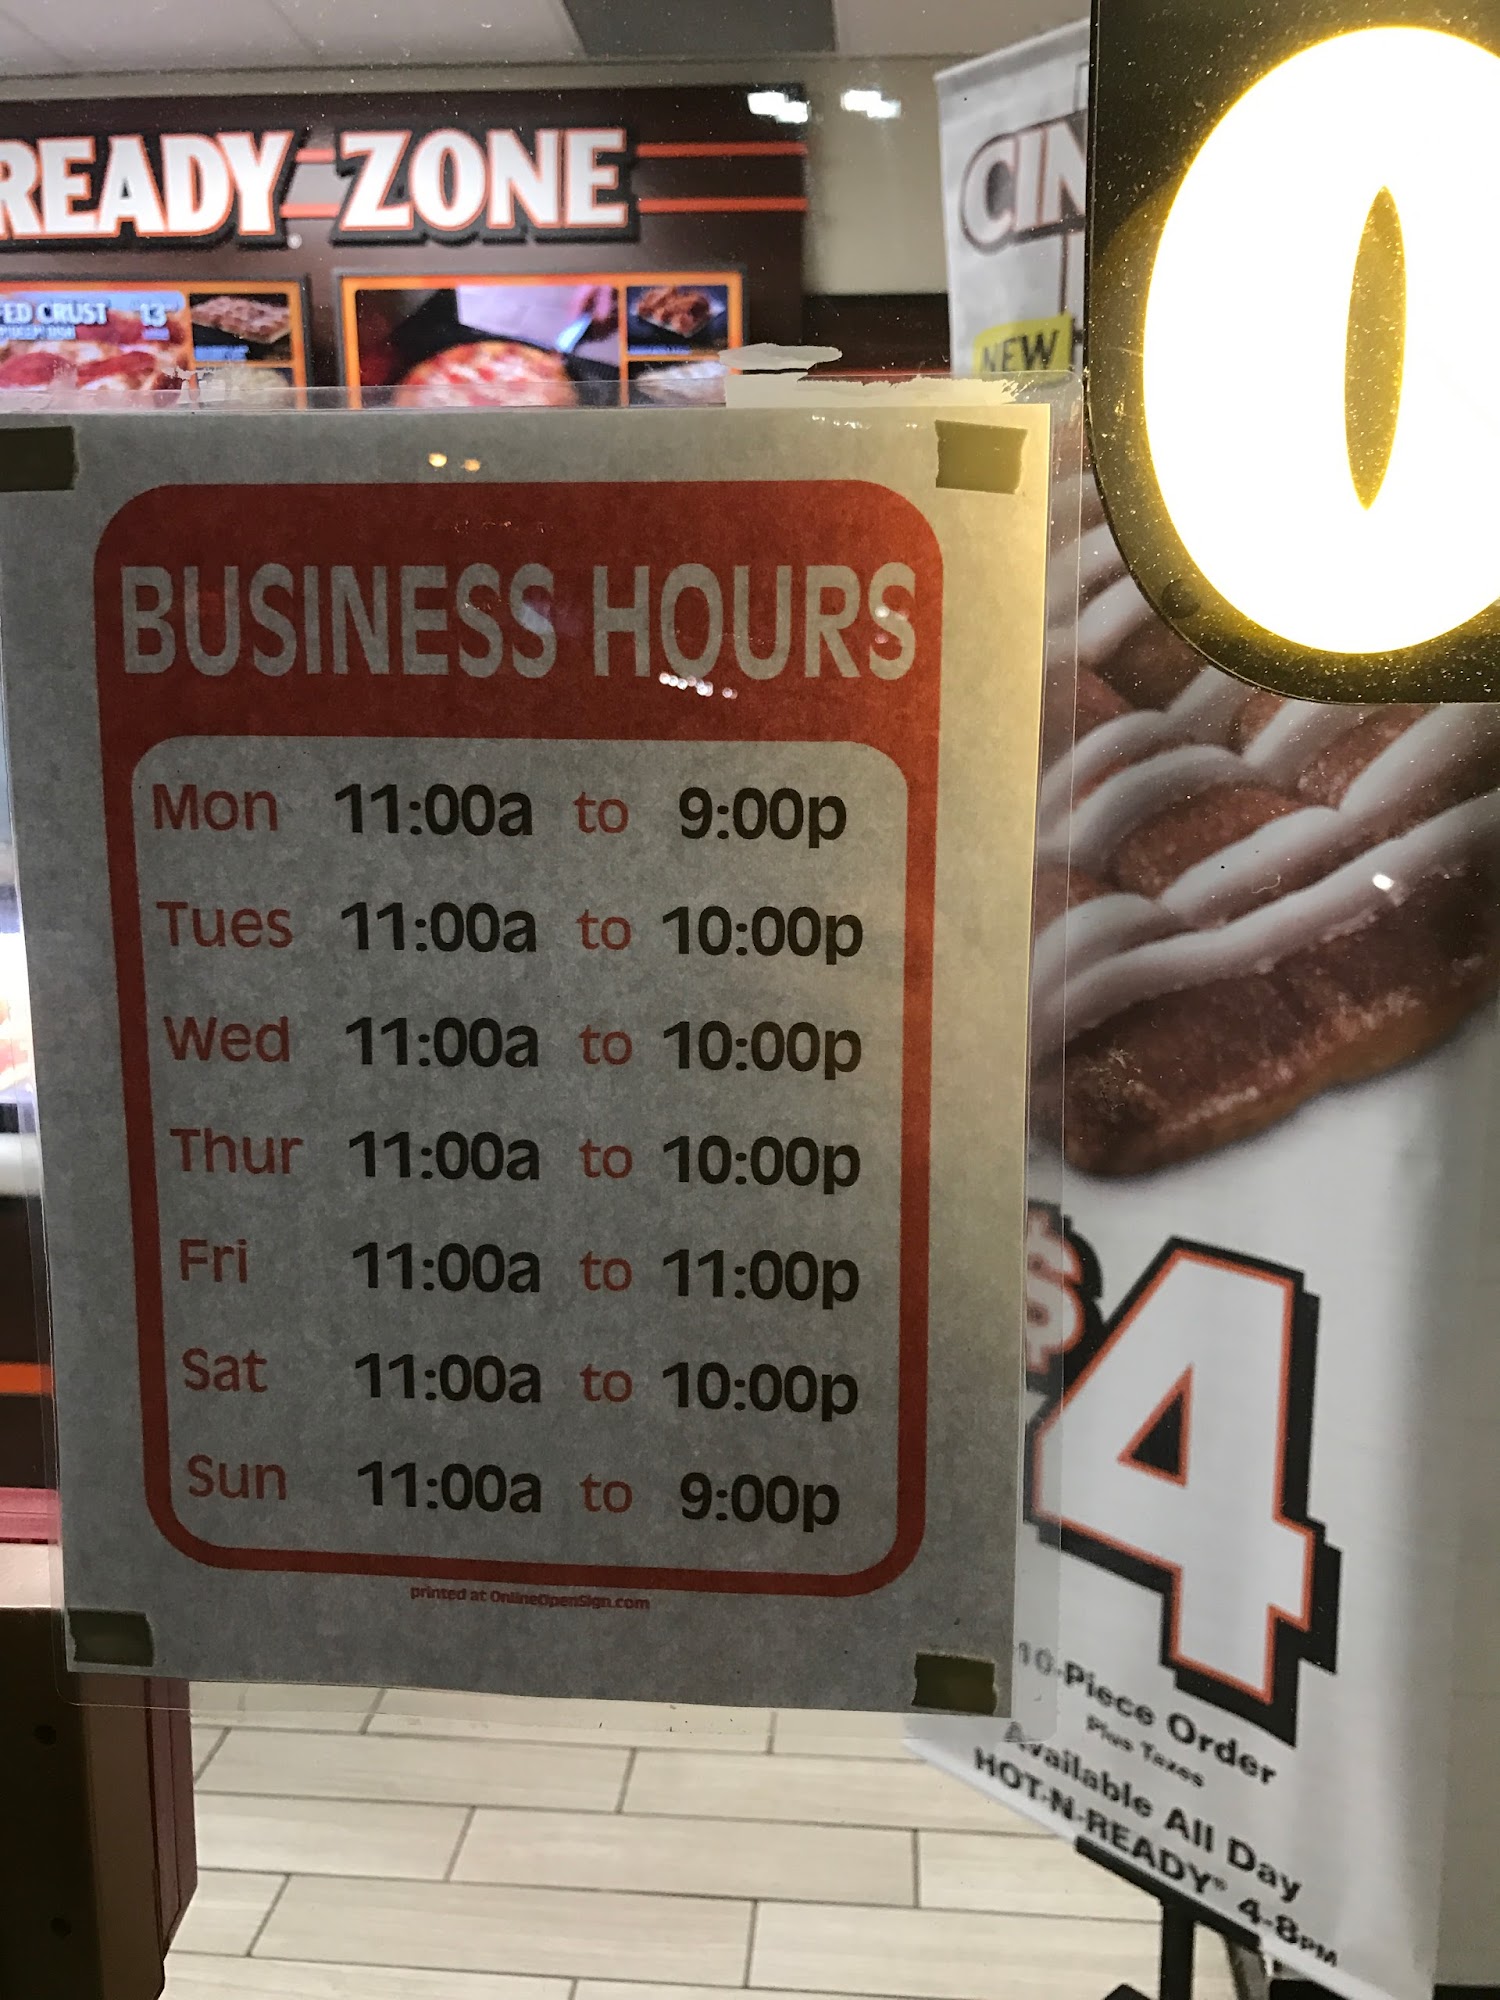 READY ZONE
CIN
ED CRUST 13
NEW
O
BUSINESS HOURS
Mon 11:00a to 9:00p
Tues 11:00a to 10:00p
Wed 11:00a to 10:00p
Thur 11:00a to 10:00p
Fri 11:00a to 11:00p
Sat 11:00a to 10:00p
Sun 11:00a to 9:00p
printed at OnlineOpenSign.com
$4
10-Piece Order
Plus Taxes
Available All Day
HOT-N-READY® 4-8PM